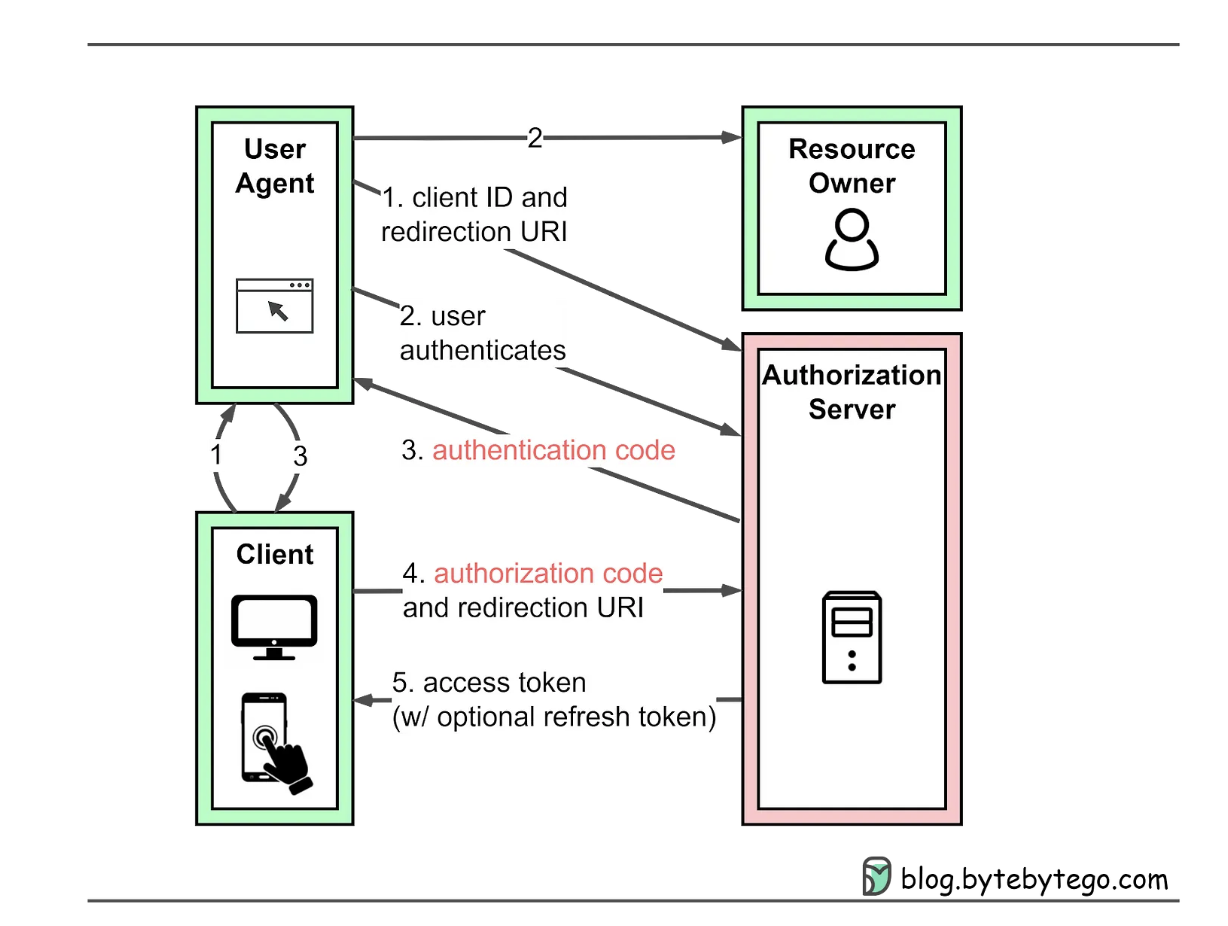 User
Agent
2
Resource
Owner
1. client ID and
redirection URI
2. user
authenticates
Authorization
Server
3. authentication code
1
3
Client
4. authorization code
and redirection URI
5. access token
(w/ optional refresh token)
blog.bytebytego.com